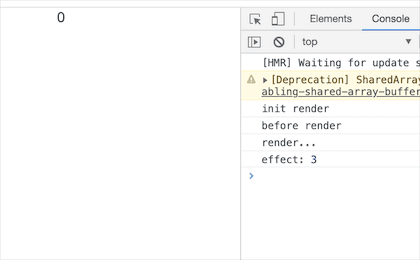 0
Elements Console
top
[HMR] Waiting for update s
[Deprecation] SharedArray
abling-shared-array-buffer
init render
before render
render...
effect: 3